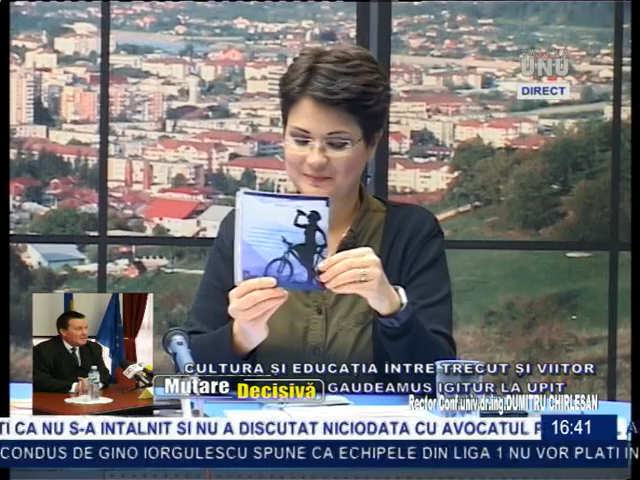 UNU
DIRECT
CULTURA ȘI EDUCAȚIA ÎNTRE TRECUT ȘI VIITOR
Mutare Decisivă
GAUDEAMUS IGITUR LA UPIT
Rector Conf.univ.dr.ing.DUMITRU CHIRLEȘAN
TI CA NU S-A INTALNIT SI NU A DISCUTAT NICIODATA CU AVOCATUL
16:41
CONDUS DE GINO IORGULESCU SPUNE CA ECHIPELE DIN LIGA 1 NU VOR PLATI IN